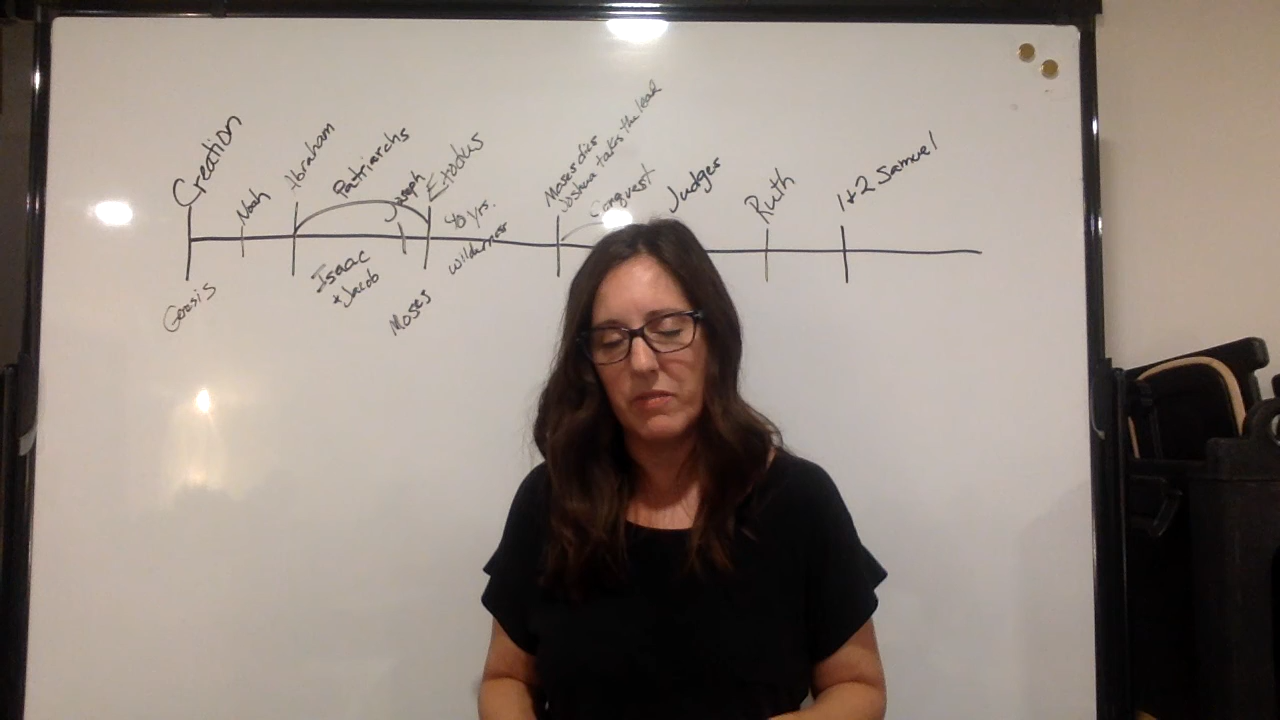 Creation
Noah
Abraham
Patriarchs
Joseph
Exodus
40 yrs.
wilderness
Moses dies
Joshua takes the lead
Conquest
Judges
Ruth
1+2 Samuel
Isaac
+ Jacob
Moses